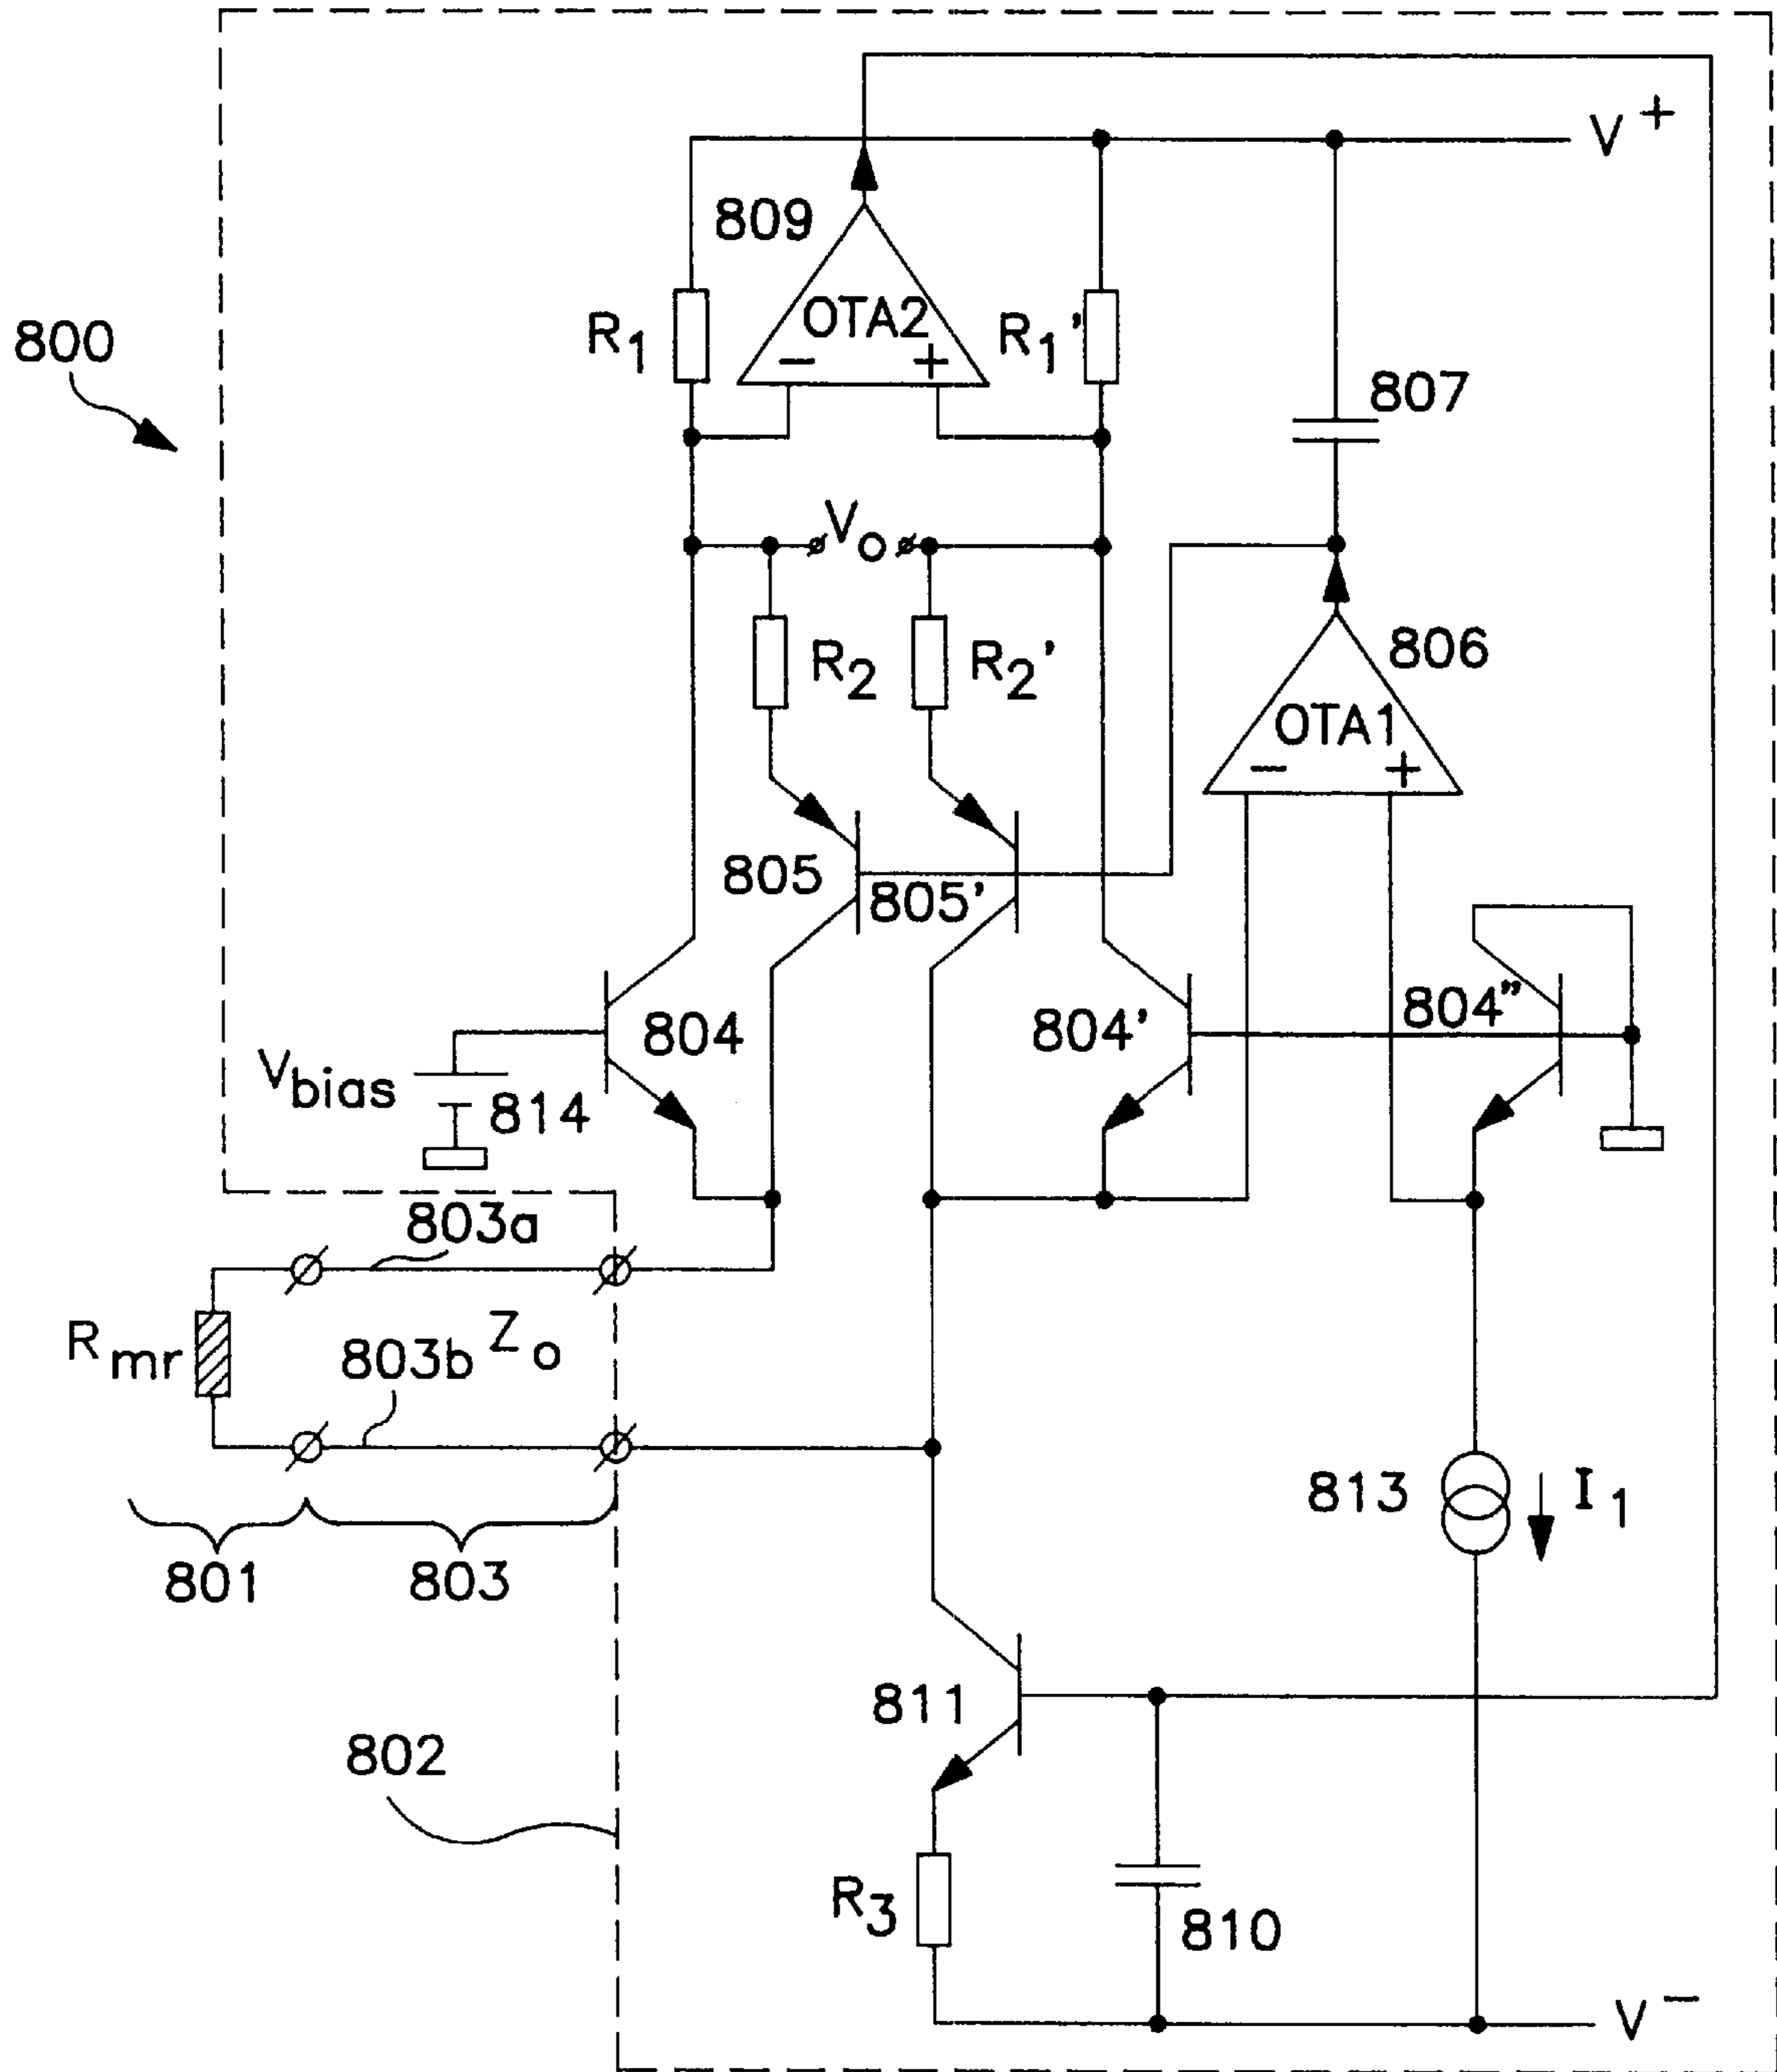 V+
809
OTA2
- +
R1
R1'
800
807
Vo
R2
R2'
806
OTA1
- +
805
805'
804
804'
804"
Vbias
814
803a
Rmr
803b
Zo
813
I1
801
803
811
802
R3
810
V-